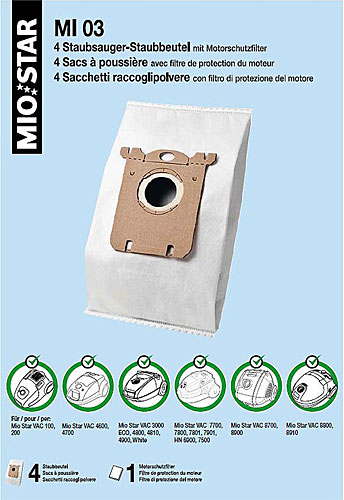 MIO STAR
MI 03
4 Staubsauger-Staubbeutel mit Motorschutzfilter
4 Sacs à poussière avec filtre de protection du moteur
4 Sacchetti raccoglipolvere con filtro di protezione del motore
Für / pour / per:
Mio Star VAC 100,
200
Mio Star VAC 4600,
4700
Mio Star VAC 3000
ECO, 4800, 4810,
4900, White
Mio Star VAC 7700,
7800, 7801, 7901,
HN 6900, 7500
Mio Star VAC 8700,
8900
Mio Star VAC 8800,
8910
4
Staubbeutel
Sacs à poussière
Sacchetti raccoglipolvere
1
Motorschutzfilter
Filtre de protection du moteur
Filtro di protezione del motore